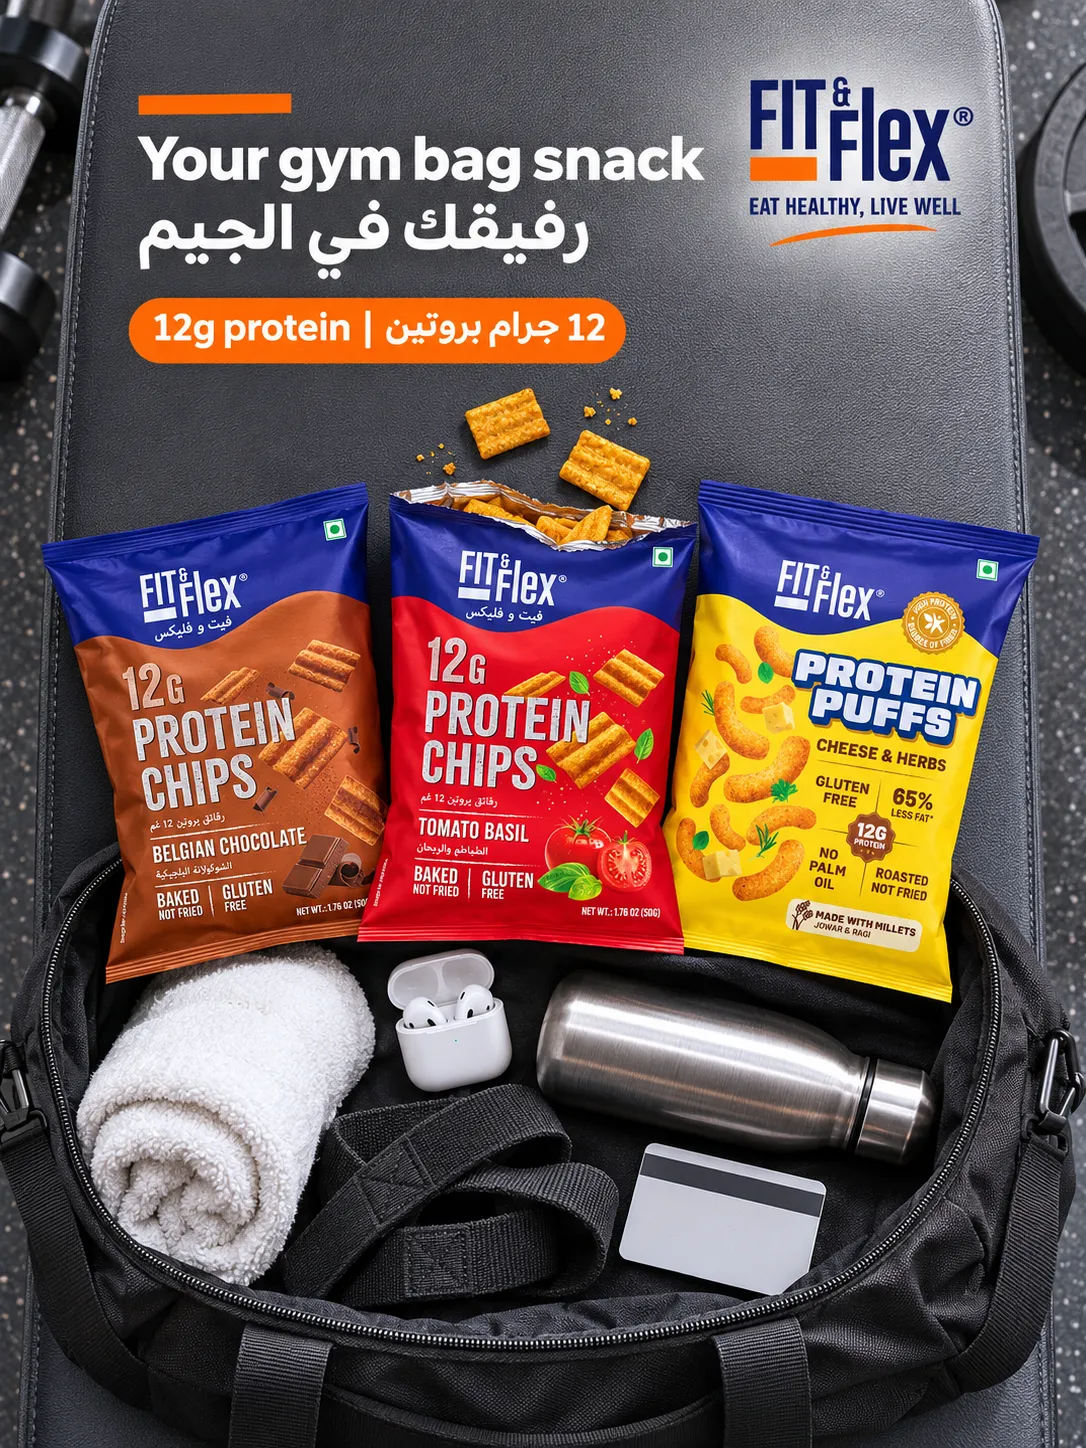 Your gym bag snack
رفيقك في الجيم
12g protein | 12 جرام بروتين
FIT & Flex®
EAT HEALTHY, LIVE WELL
FIT & Flex®
فيت و فليكس
12G
PROTEIN
CHIPS
رقائق بروتين 12 غم
BELGIAN CHOCOLATE
الشوكولاتة البلجيكية
BAKED
NOT FRIED
GLUTEN
FREE
NET WT.: 1.76 OZ (50
FIT & Flex®
فيت و فليكس
12G
PROTEIN
CHIPS
رقائق بروتين 12 غم
TOMATO BASIL
الطماطم والريحان
BAKED
NOT FRIED
GLUTEN
FREE
NET WT.: 1.76 OZ (50G)
FIT & Flex®
HIGH PROTEIN
PROTEIN
PUFFS
CHEESE & HERBS
GLUTEN
FREE
65%
LESS FAT*
12G
PROTEIN
NO
PALM
OIL
ROASTED
NOT FRIED
MADE WITH MILLETS
JOWAR & RAGI